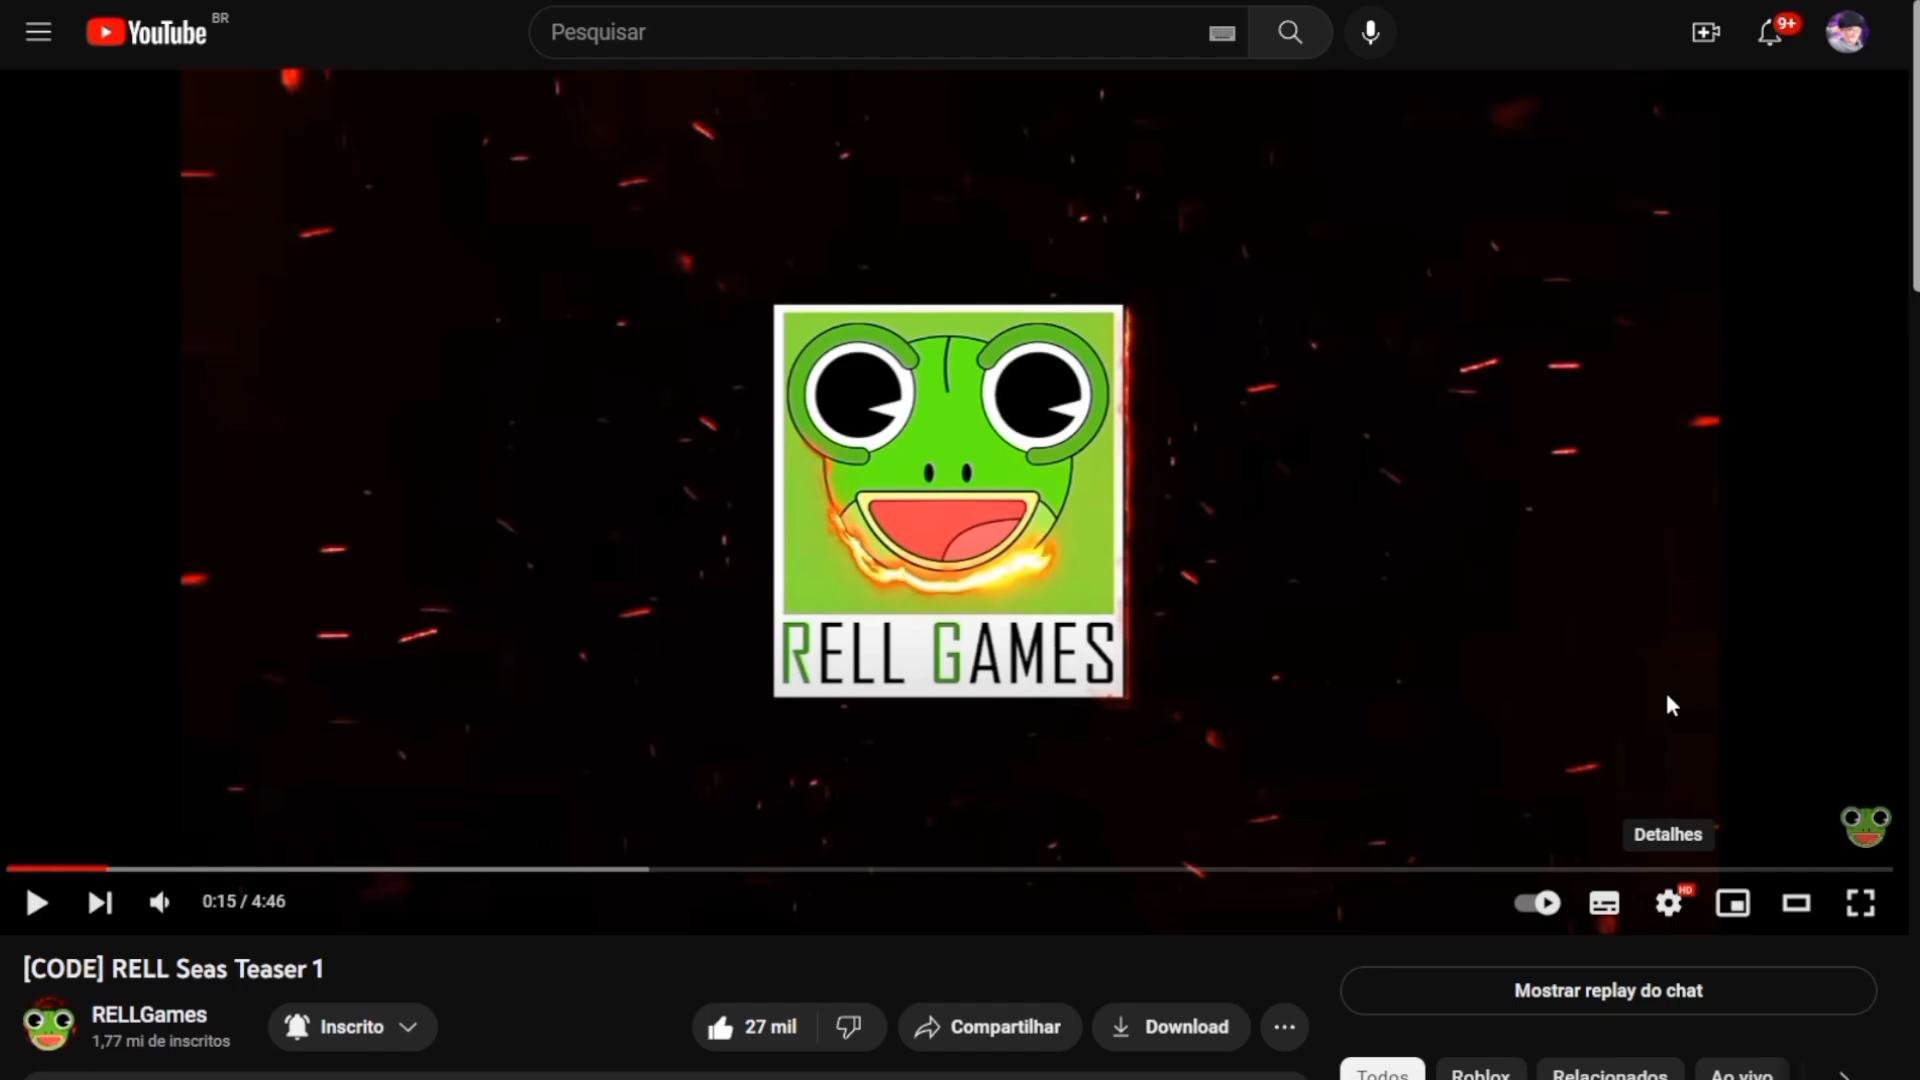 YouTube BR
Pesquisar
9+
RELL GAMES
Detalhes
0:15 / 4:46
HD
[CODE] RELL Seas Teaser 1
RELLGames
1,77 mi de inscritos
Inscrito
27 mil
Compartilhar
Download
Mostrar replay do chat
Todos
Roblox
Relacionados
Ao vivo